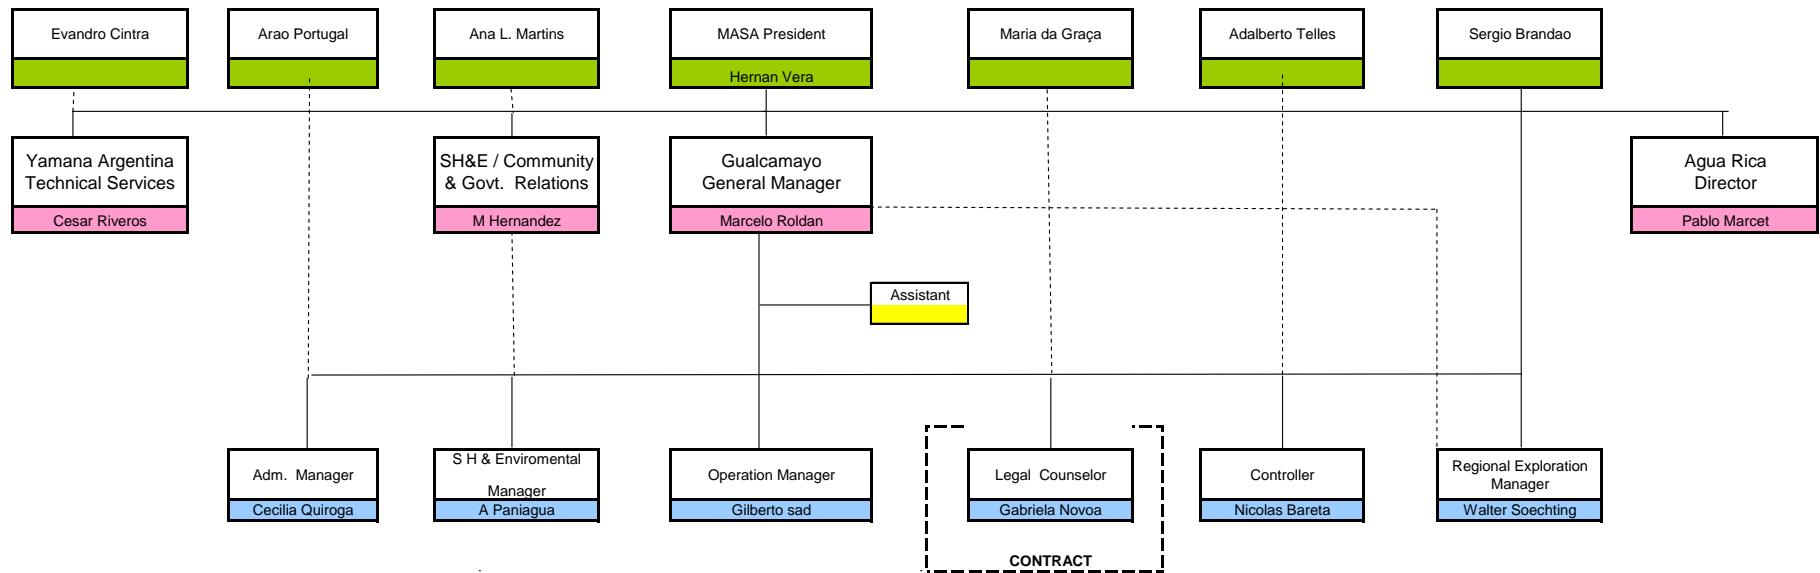 Evandro Cintra
Arao Portugal
Ana L. Martins
MASA President
Hernan Vera
Maria da Graça
Adalberto Telles
Sergio Brandao
Yamana Argentina
Technical Services
Cesar Riveros
SH&E / Community
& Govt. Relations
M Hernandez
Gualcamayo
General Manager
Marcelo Roldan
Agua Rica
Director
Pablo Marcet
Assistant
Adm. Manager
Cecilia Quiroga
S H & Enviromental
Manager
A Paniagua
Operation Manager
Gilberto sad
Legal Counselor
Gabriela Novoa
CONTRACT
Controller
Nicolas Bareta
Regional Exploration
Manager
Walter Soechting